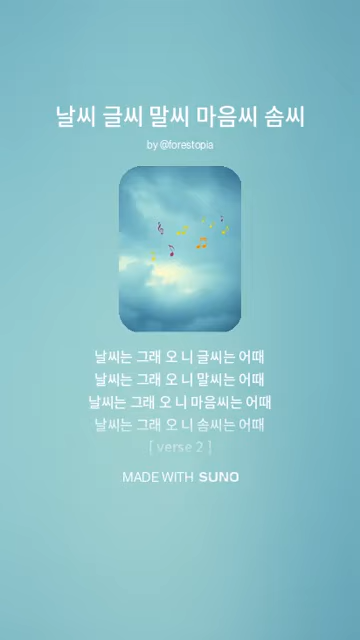 날씨 글씨 말씨 마음씨 솜씨
by @forestopia
날씨는 그래 오 니 글씨는 어때
날씨는 그래 오 니 말씨는 어때
날씨는 그래 오 니 마음씨는 어때
날씨는 그래 오 니 솜씨는 어때
[ verse 2 ]
MADE WITH SUNO